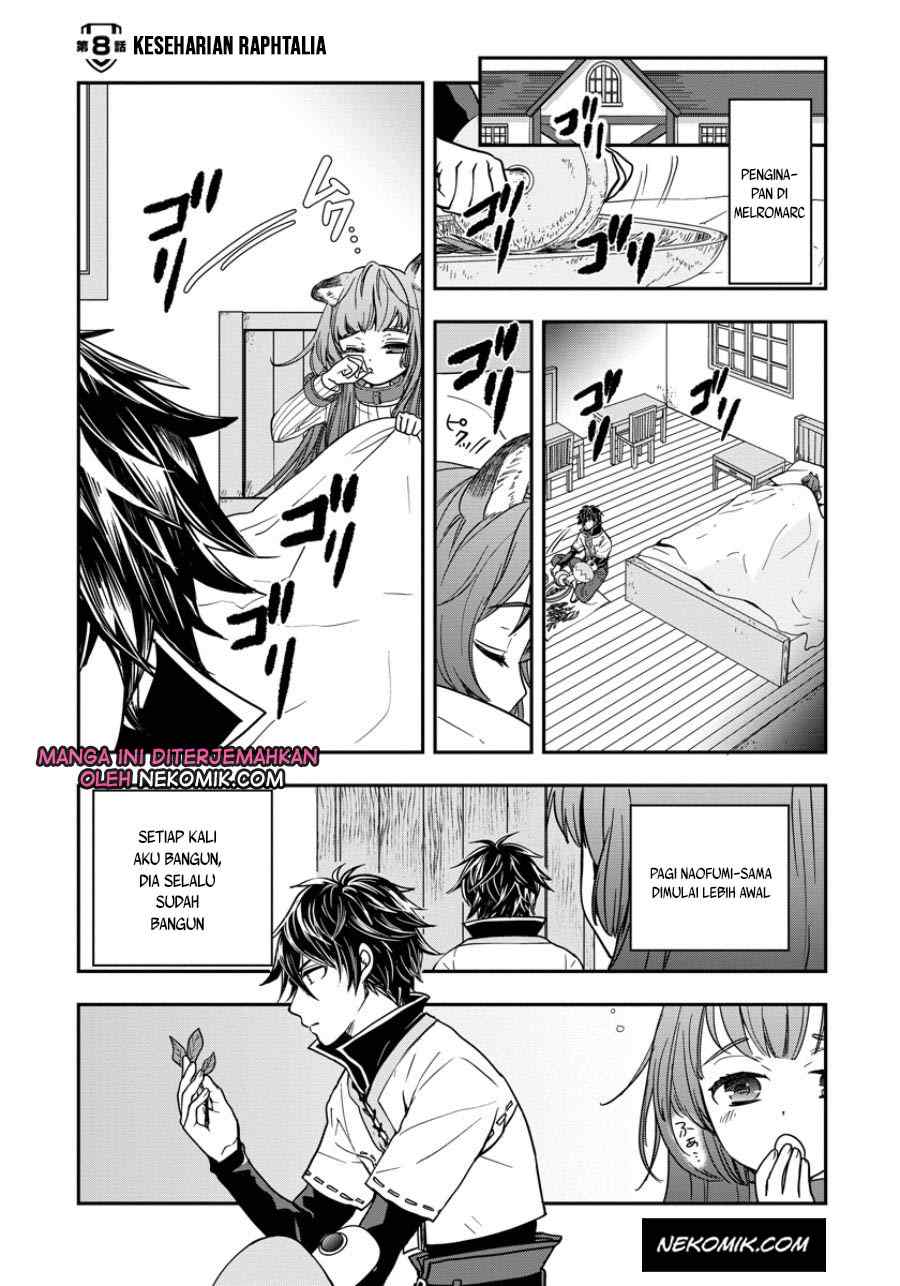 第8話 KESEHARIAN RAPHTALIA
PENGINA-
PAN DI
MELROMARC
ゴリ
ゴリ
ゴリ
ゴリ
ピクッ!!
ムクッ…
ゴリ
ゴリ
ゴリ
MANGA INI DITERJEMAHKAN
OLEH NEKOMIK.COM
PAGI NAOFUMI-SAMA
DIMULAI LEBIH AWAL
SETIAP KALI
AKU BANGUN,
DIA SELALU
SUDAH
BANGUN
ふぁ…
NEKOMIK.COM